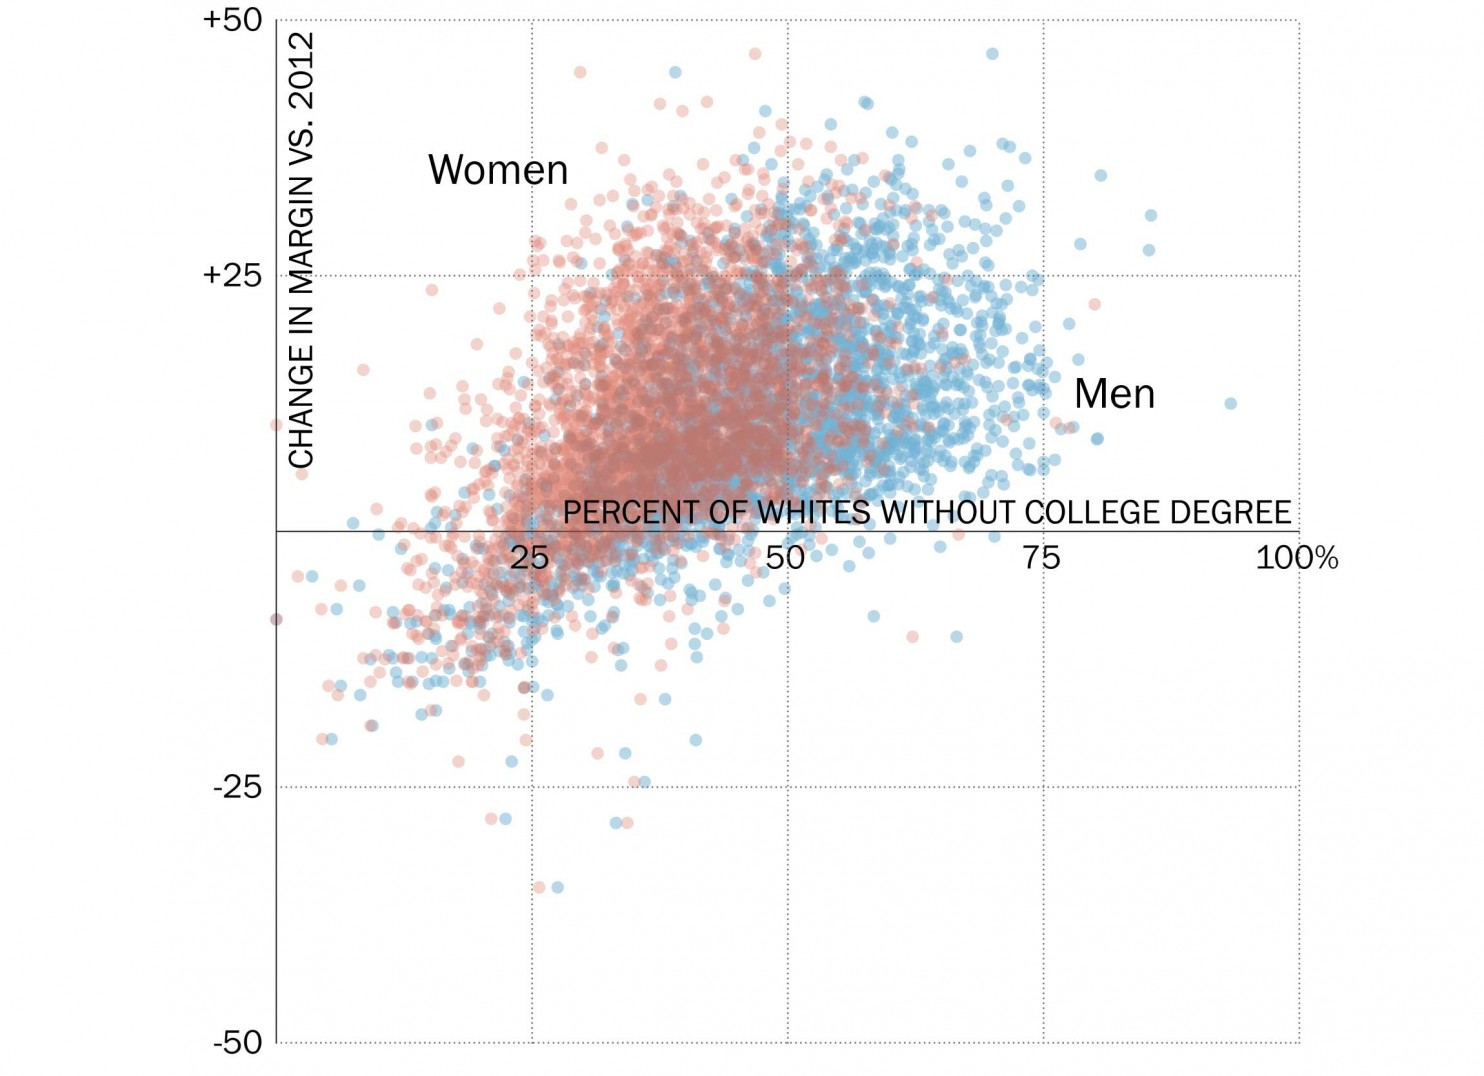 +50
CHANGE IN MARGIN VS. 2012
Women
+25
Men
PERCENT OF WHITES WITHOUT COLLEGE DEGREE
25 50 75 100%
-25
-50